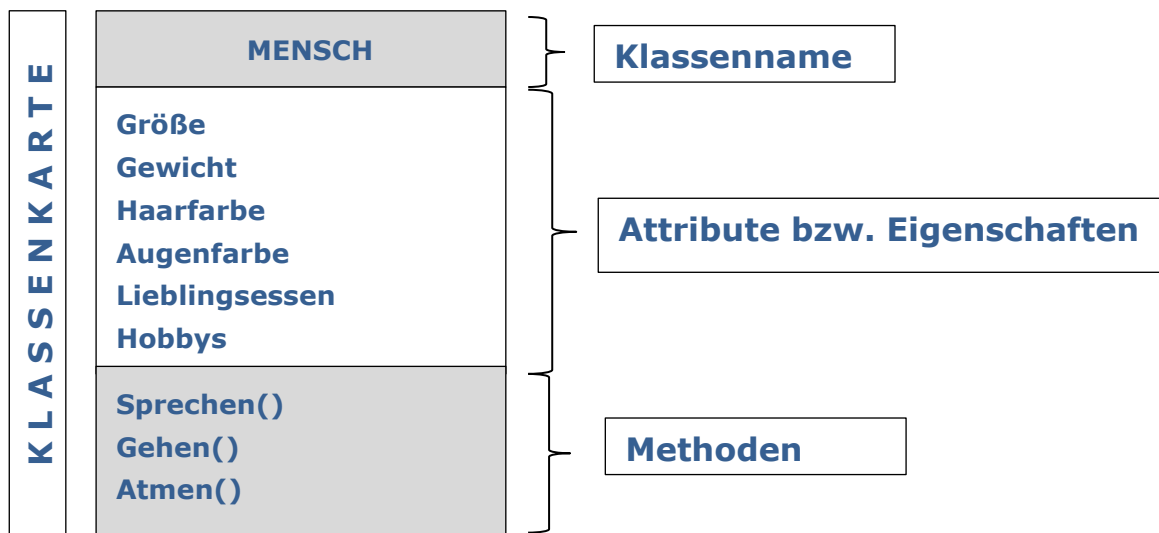 KLASSENKARTE
MENSCH
Klassenname
Größe
Gewicht
Haarfarbe
Augenfarbe
Lieblingsessen
Hobbys
Attribute bzw. Eigenschaften
Sprechen()
Gehen()
Atmen()
Methoden